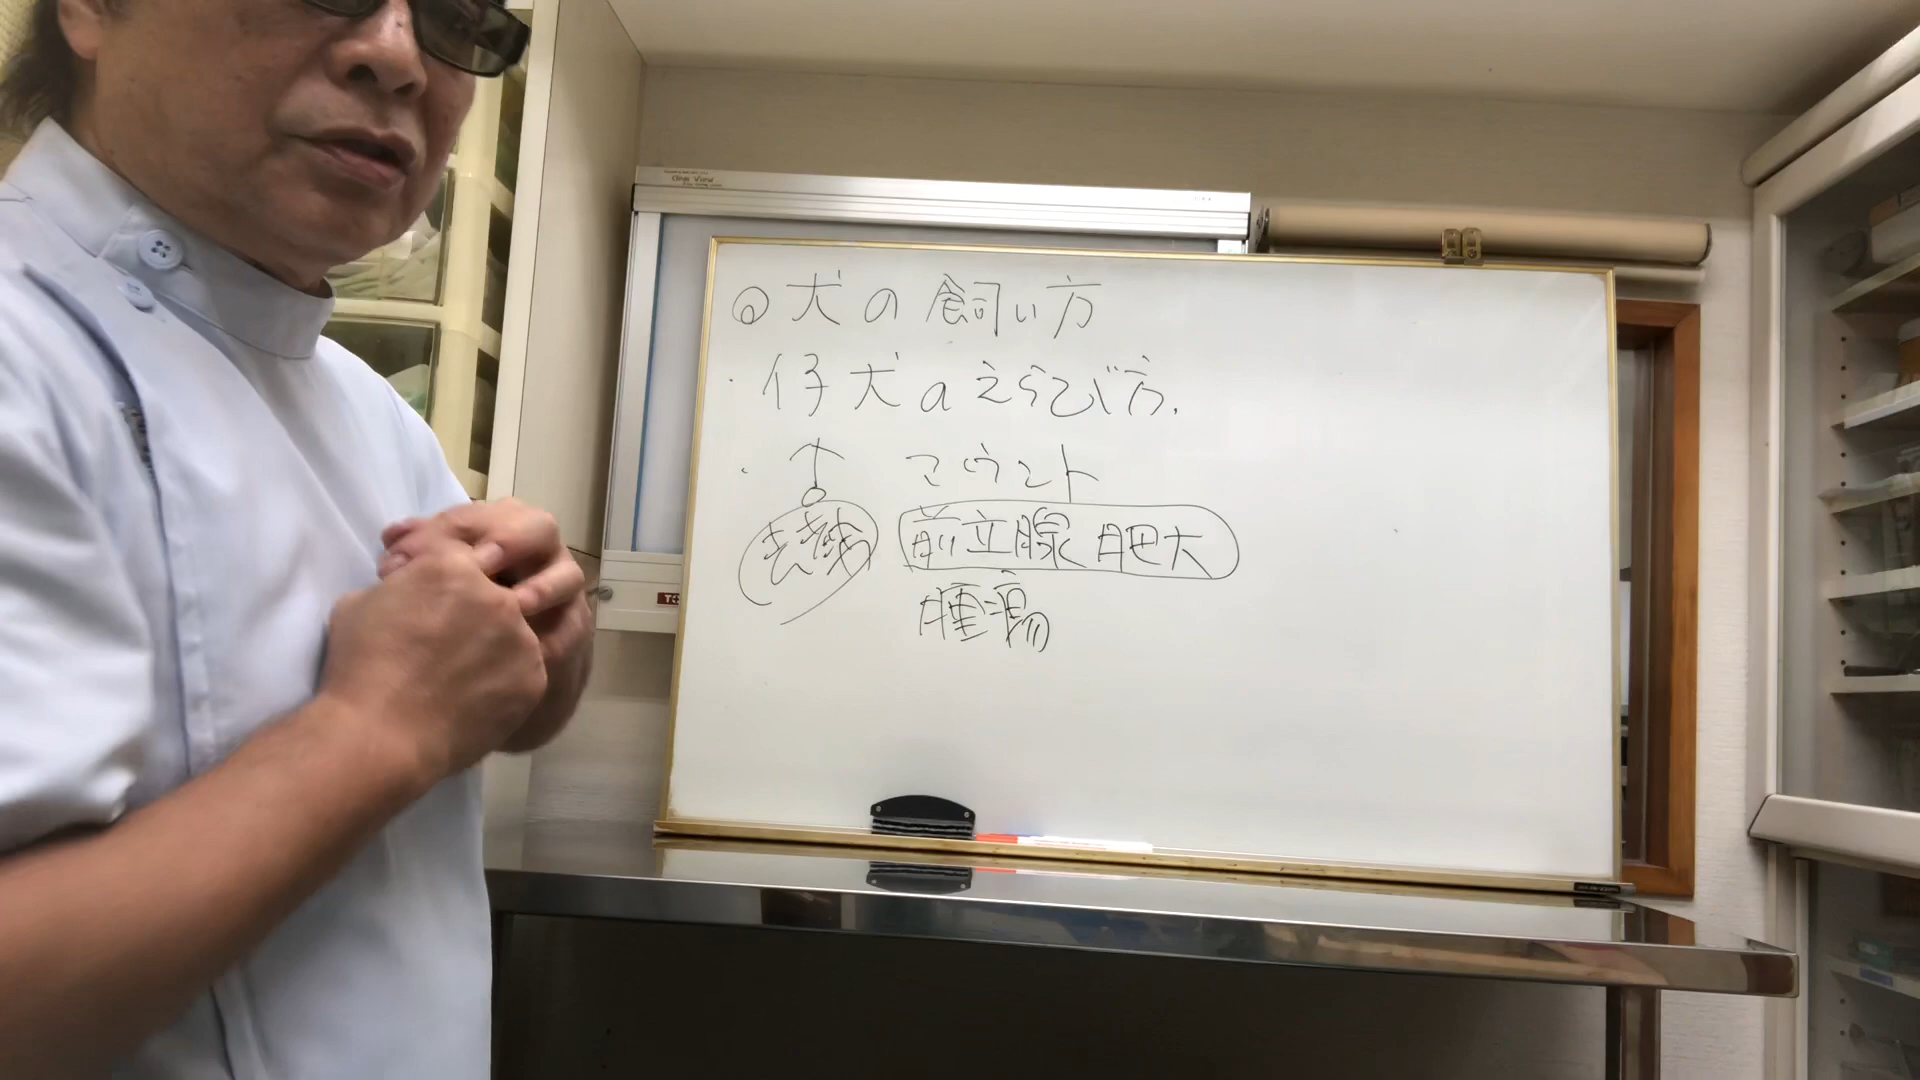 ◎犬の飼い方
・仔犬のえらび方.
・♂ マウント
去勢 前立腺肥大
腫瘍